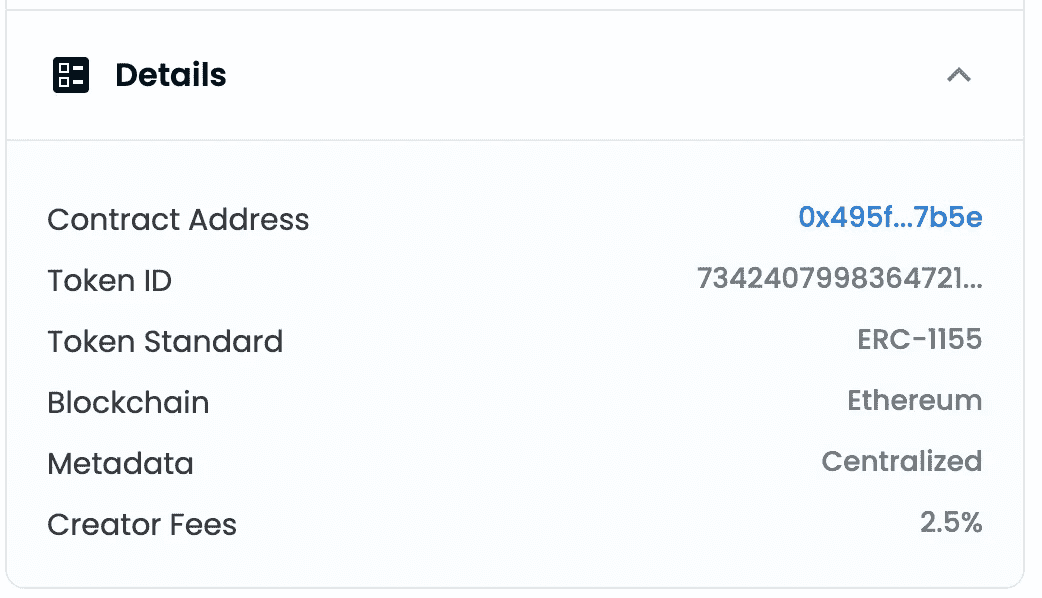 Details
Contract Address 0x495f...7b5e
Token ID 7342407998364721...
Token Standard ERC-1155
Blockchain Ethereum
Metadata Centralized
Creator Fees 2.5%